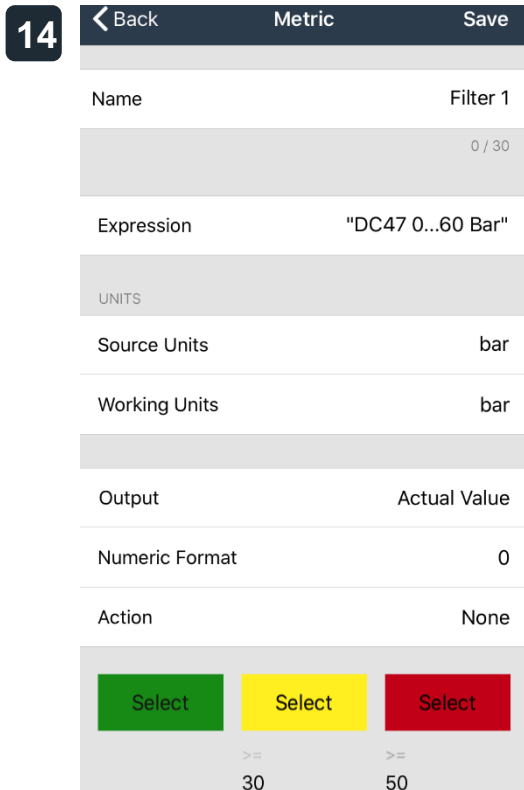 14
Back Metric Save
Name Filter 1
0 / 30
Expression "DC47 0...60 Bar"
UNITS
Source Units bar
Working Units bar
Output Actual Value
Numeric Format 0
Action None
Select Select Select
>= >=
30 50